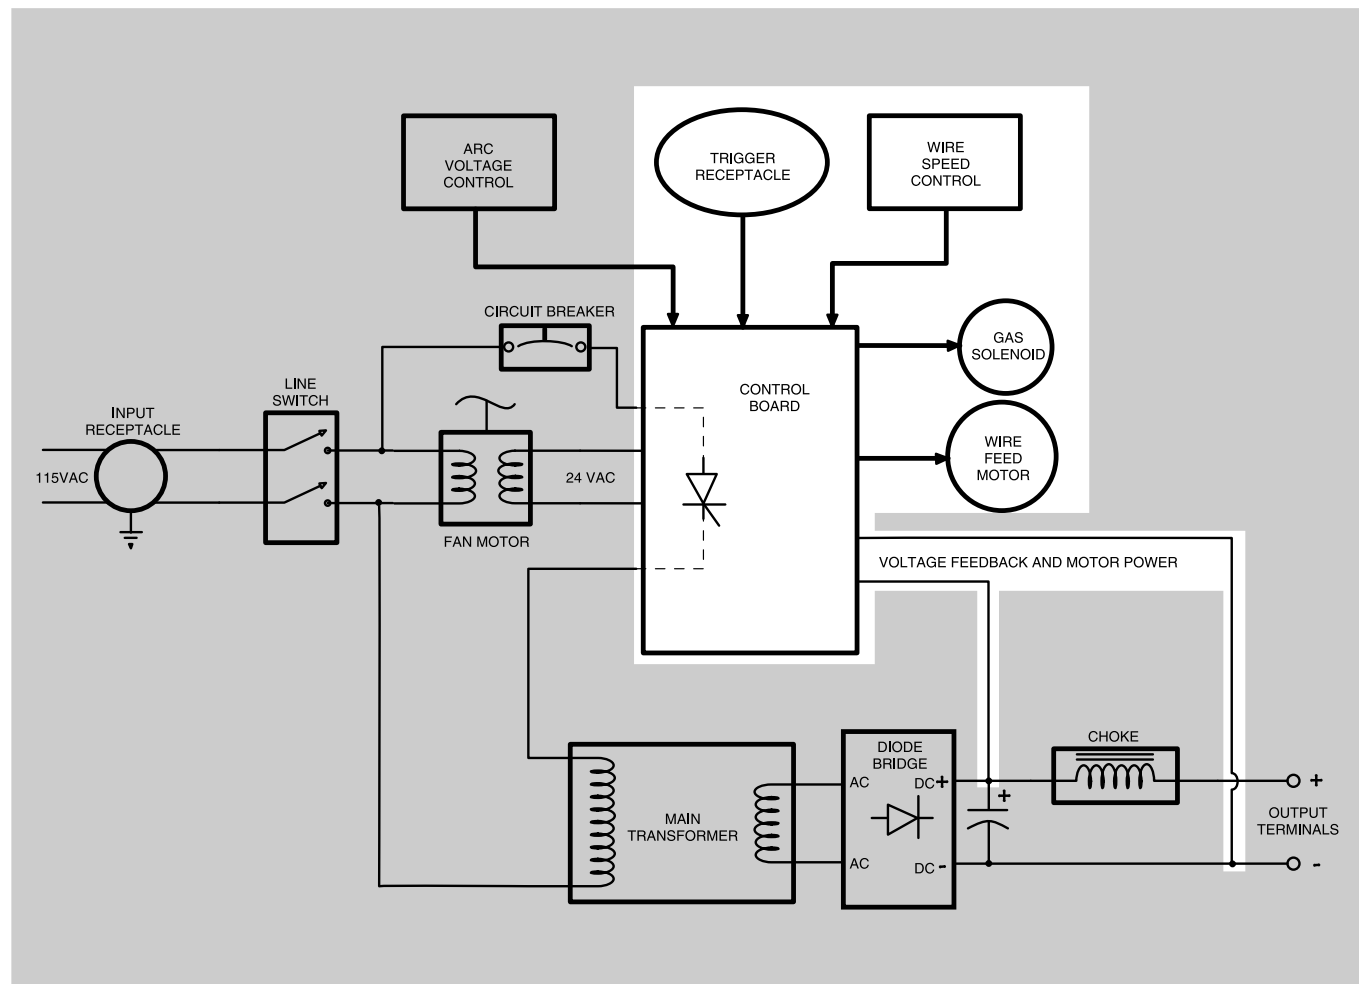 ARC
VOLTAGE
CONTROL
TRIGGER
RECEPTACLE
WIRE
SPEED
CONTROL
CIRCUIT BREAKER
GAS
SOLENOID
LINE
SWITCH
CONTROL
BOARD
INPUT
RECEPTACLE
WIRE
FEED
MOTOR
115VAC
24 VAC
FAN MOTOR
VOLTAGE FEEDBACK AND MOTOR POWER
CHOKE
DIODE
BRIDGE
AC
DC+
+
+
MAIN
TRANSFORMER
OUTPUT
TERMINALS
AC
DC-
-